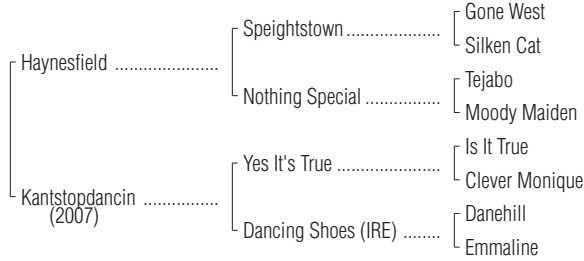 Gone West
Speightstown
Silken Cat
Haynesfield
Tejabo
Nothing Special
Moody Maiden
Is It True
Yes It's True
Clever Monique
Kantstopdancin
(2007)
Danehill
Dancing Shoes (IRE)
Emmaline